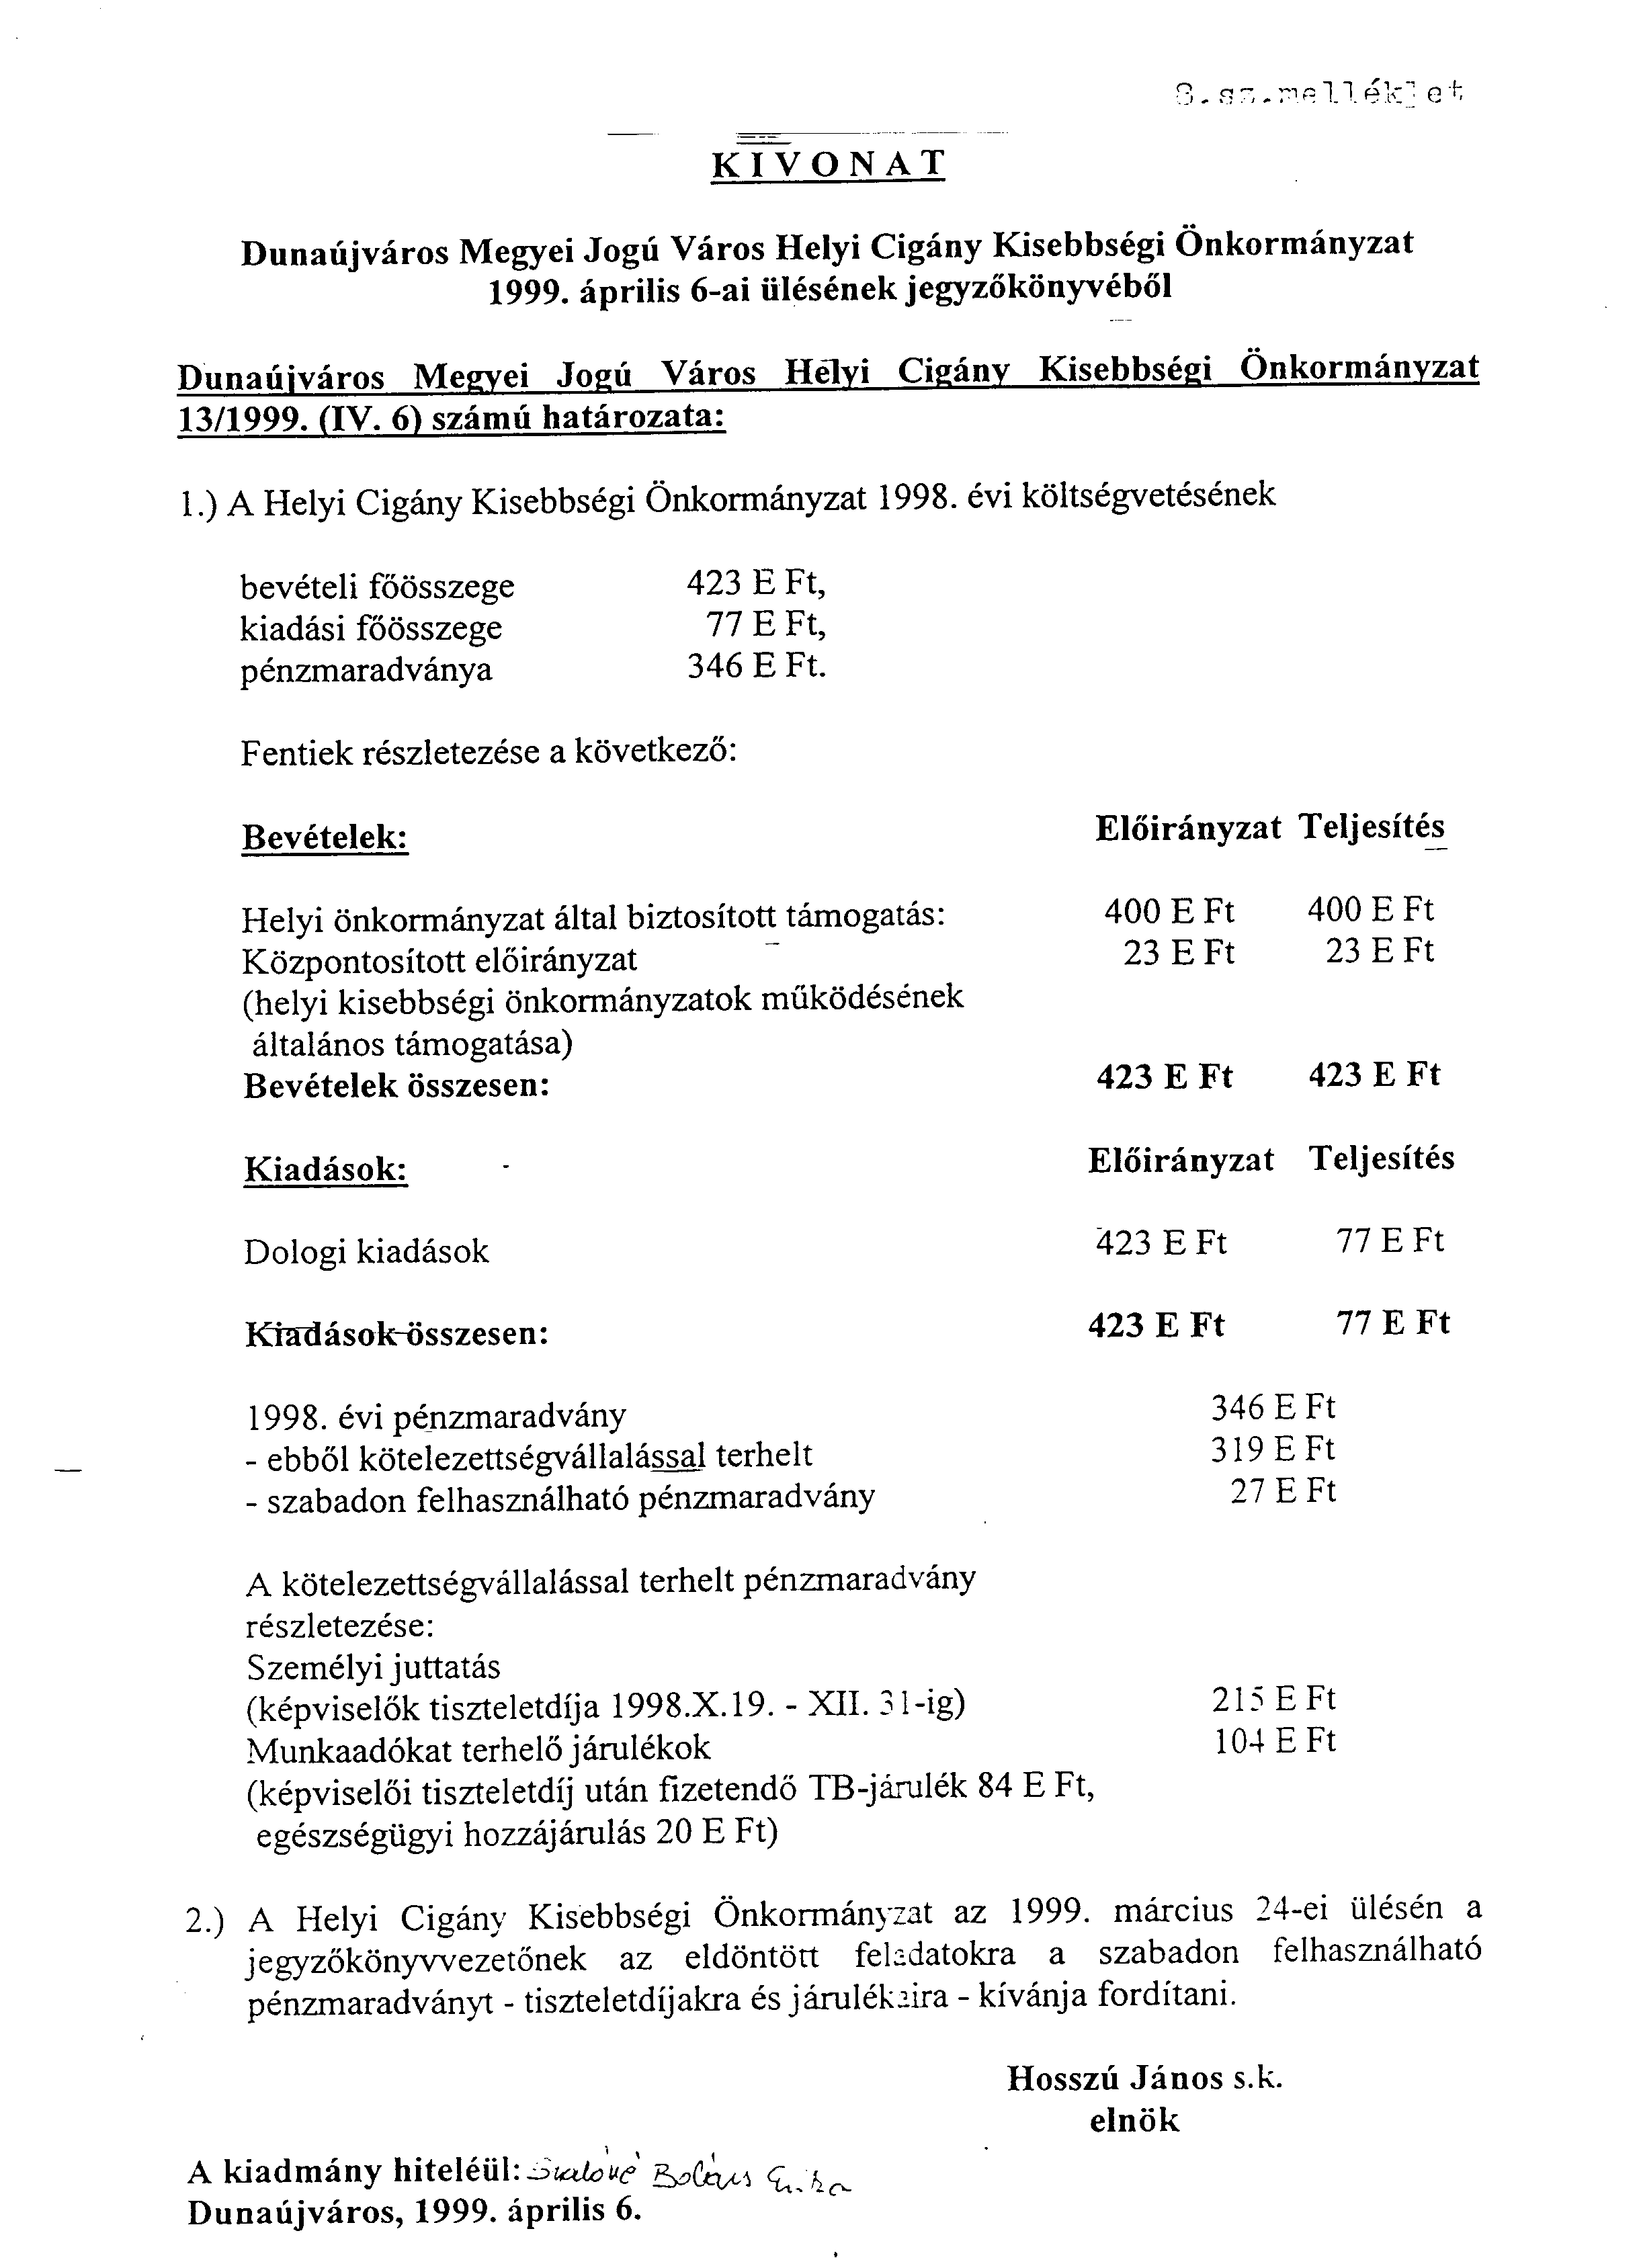 8.sz.melléklet
KIVONAT
Dunaújváros Megyei Jogú Város Helyi Cigány Kisebbségi Önkormányzat
1999. április 6-ai ülésének jegyzőkönyvéből
Dunaújváros Megyei Jogú Város Helyi Cigány Kisebbségi Önkormányzat
13/1999. (IV. 6) számú határozata:
1.) A Helyi Cigány Kisebbségi Önkormányzat 1998. évi költségvetésének
bevételi főösszege 423 E Ft,
kiadási főösszege 77 E Ft,
pénzmaradványa 346 E Ft.
Fentiek részletezése a következő:
Bevételek: Előirányzat Teljesítés
Helyi önkormányzat által biztosított támogatás: 400 E Ft 400 E Ft
Központosított előirányzat 23 E Ft 23 E Ft
(helyi kisebbségi önkormányzatok működésének
általános támogatása)
Bevételek összesen: 423 E Ft 423 E Ft
Kiadások: Előirányzat Teljesítés
Dologi kiadások 423 E Ft 77 E Ft
Kiadások összesen: 423 E Ft 77 E Ft
1998. évi pénzmaradvány 346 E Ft
- ebből kötelezettségvállalással terhelt 319 E Ft
- szabadon felhasználható pénzmaradvány 27 E Ft
A kötelezettségvállalással terhelt pénzmaradvány
részletezése:
Személyi juttatás
(képviselők tiszteletdíja 1998.X.19. - XII. 31-ig) 215 E Ft
Munkaadókat terhelő járulékok 104 E Ft
(képviselői tiszteletdíj után fizetendő TB-járulék 84 E Ft,
egészségügyi hozzájárulás 20 E Ft)
2.) A Helyi Cigány Kisebbségi Önkormányzat az 1999. március 24-ei ülésén a
jegyzőkönyvvezetőnek az eldöntött feladatokra a szabadon felhasználható
pénzmaradványt - tiszteletdíjakra és járulékaira - kívánja fordítani.
Hosszú János s.k.
elnök
A kiadmány hiteléül:
Dunaújváros, 1999. április 6.